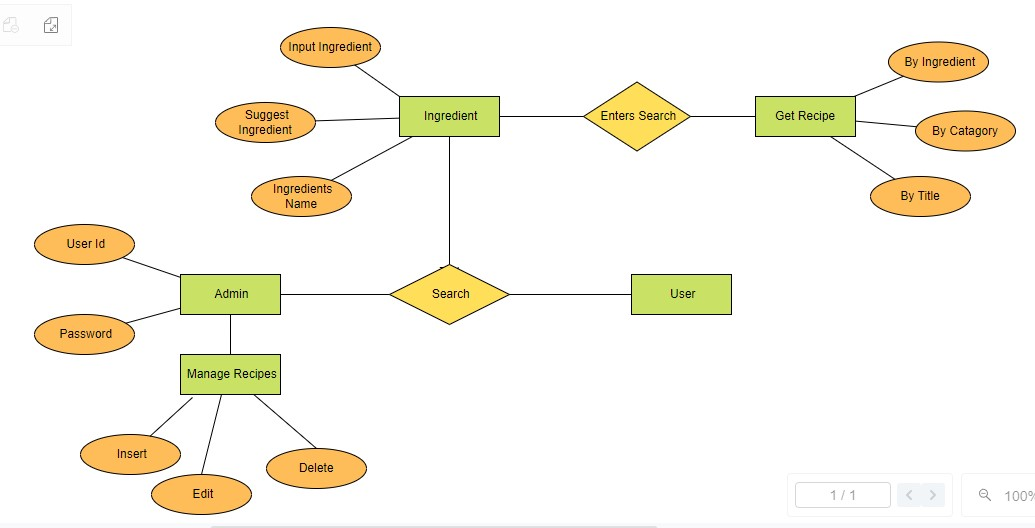 Input Ingredient
By Ingredient
Suggest
Ingredient
Ingredient
Enters Search
Get Recipe
By Catagory
Ingredients
Name
By Title
User Id
Admin
Search
User
Password
Manage Recipes
Insert
Delete
Edit
1 / 1
100%